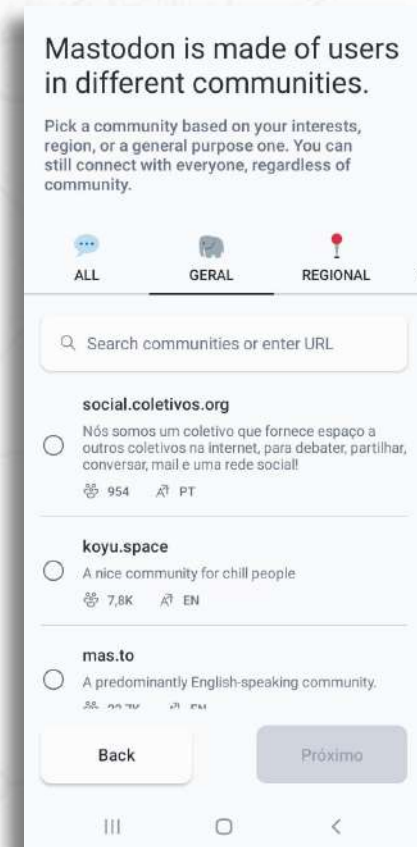 Mastodon is made of users
in different communities.
Pick a community based on your interests,
region, or a general purpose one. You can
still connect with everyone, regardless of
community.
ALL GERAL REGIONAL
Search communities or enter URL
social.coletivos.org
Nós somos um coletivo que fornece espaço a
outros coletivos na internet, para debater, partilhar,
conversar, mail e uma rede social!
954 PT
koyu.space
A nice community for chill people
7,8K EN
mas.to
A predominantly English-speaking community.
Back Próximo